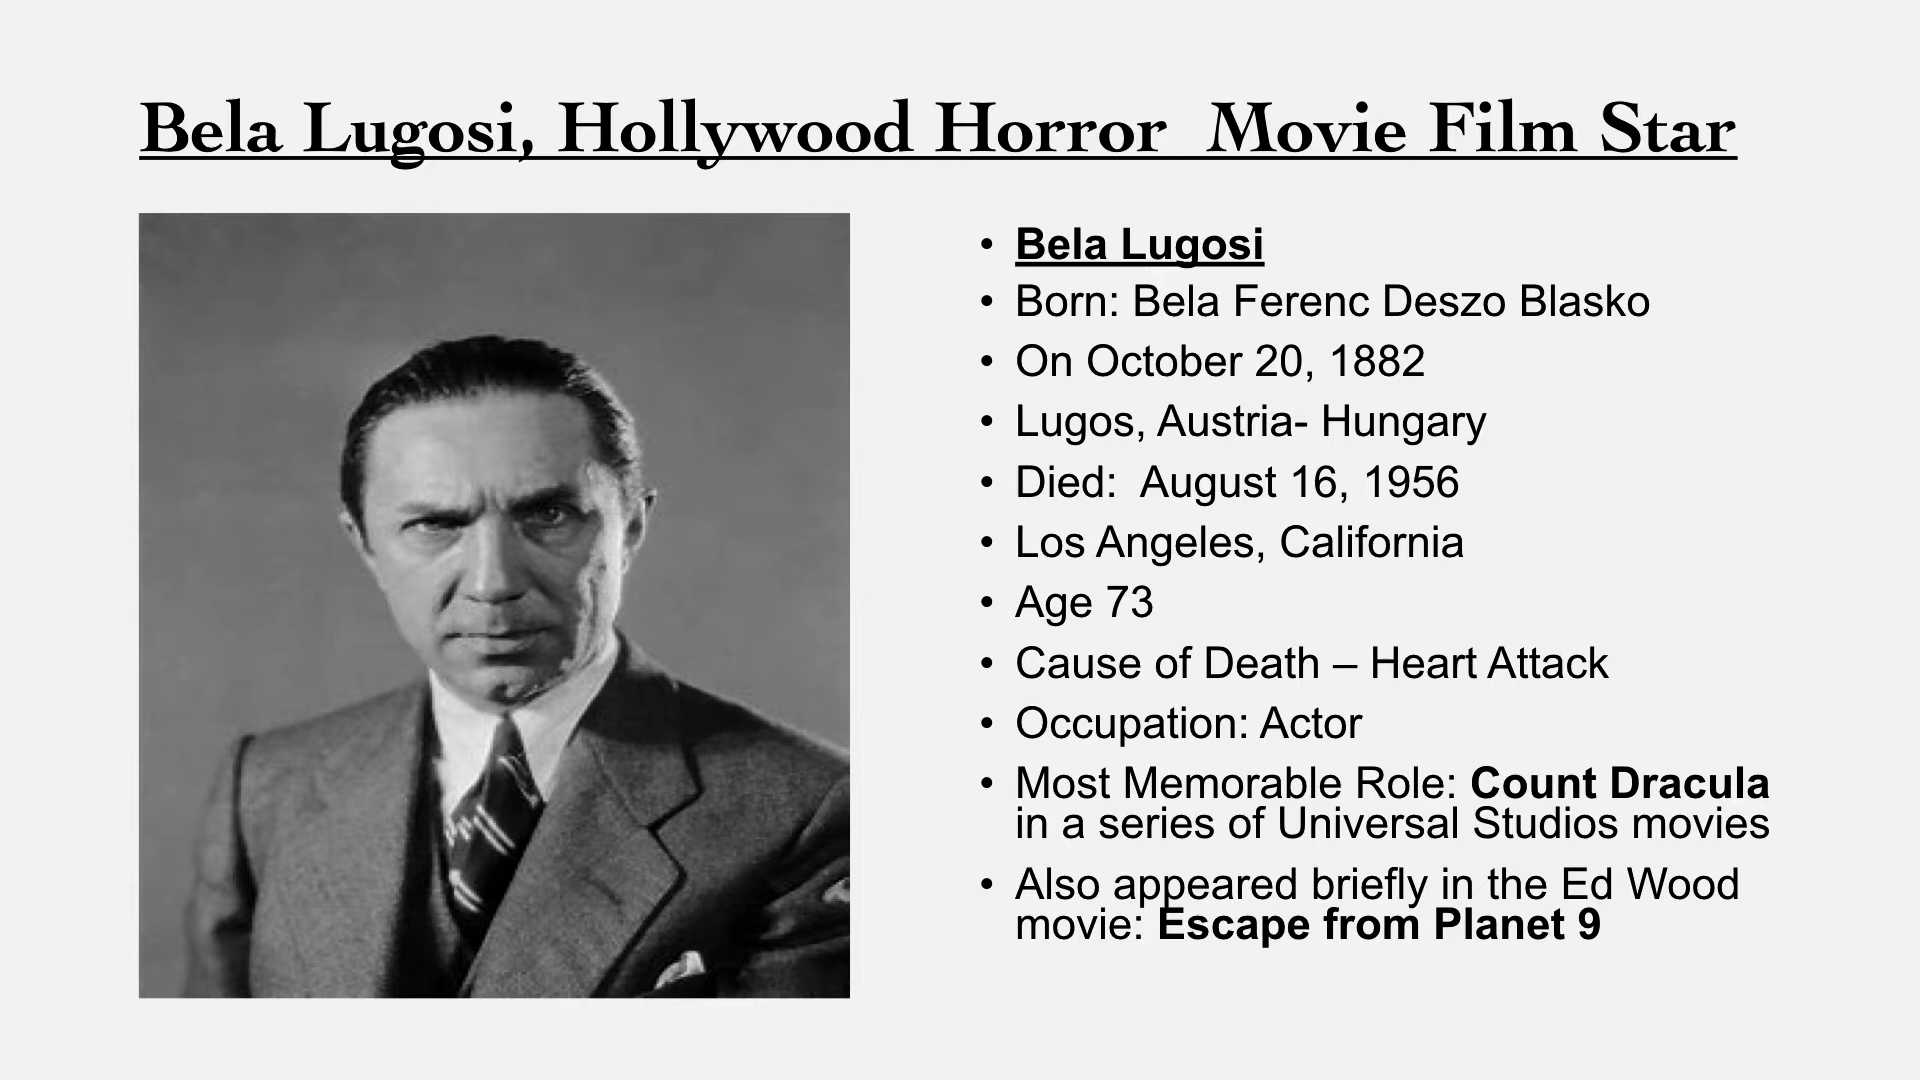 Bela Lugosi, Hollywood Horror  Movie Film Star
• Bela Lugosi
• Born: Bela Ferenc Deszo Blasko
• On October 20, 1882
• Lugos, Austria- Hungary
• Died:  August 16, 1956
• Los Angeles, California
• Age 73
• Cause of Death – Heart Attack
• Occupation: Actor
• Most Memorable Role: Count Dracula
in a series of Universal Studios movies
• Also appeared briefly in the Ed Wood
movie: Escape from Planet 9